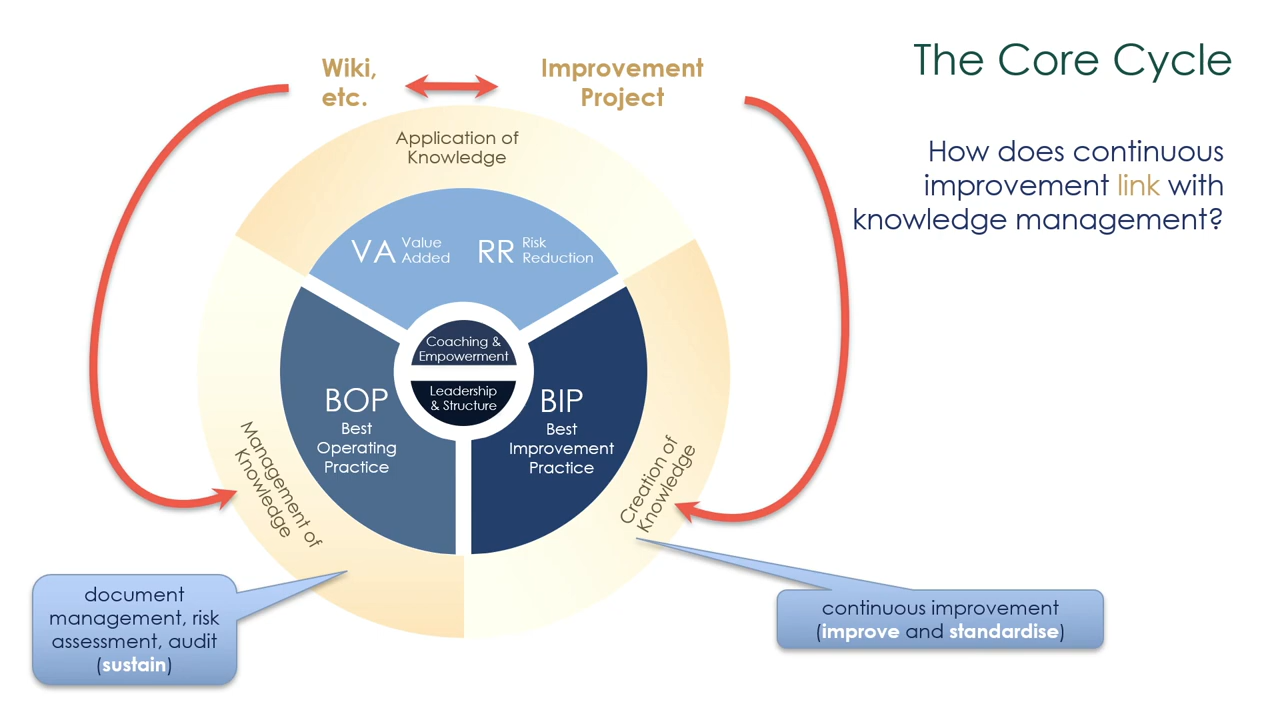 The Core Cycle
How does continuous
improvement link with
knowledge management?
Wiki,
etc.
Improvement
Project
Application of
Knowledge
VA Value
Added
RR Risk
Reduction
Coaching &
Empowerment
Leadership
& Structure
BOP
Best
Operating
Practice
BIP
Best
Improvement
Practice
Management of
Knowledge
Creation of
Knowledge
document
management, risk
assessment, audit
(sustain)
continuous improvement
(improve and standardise)